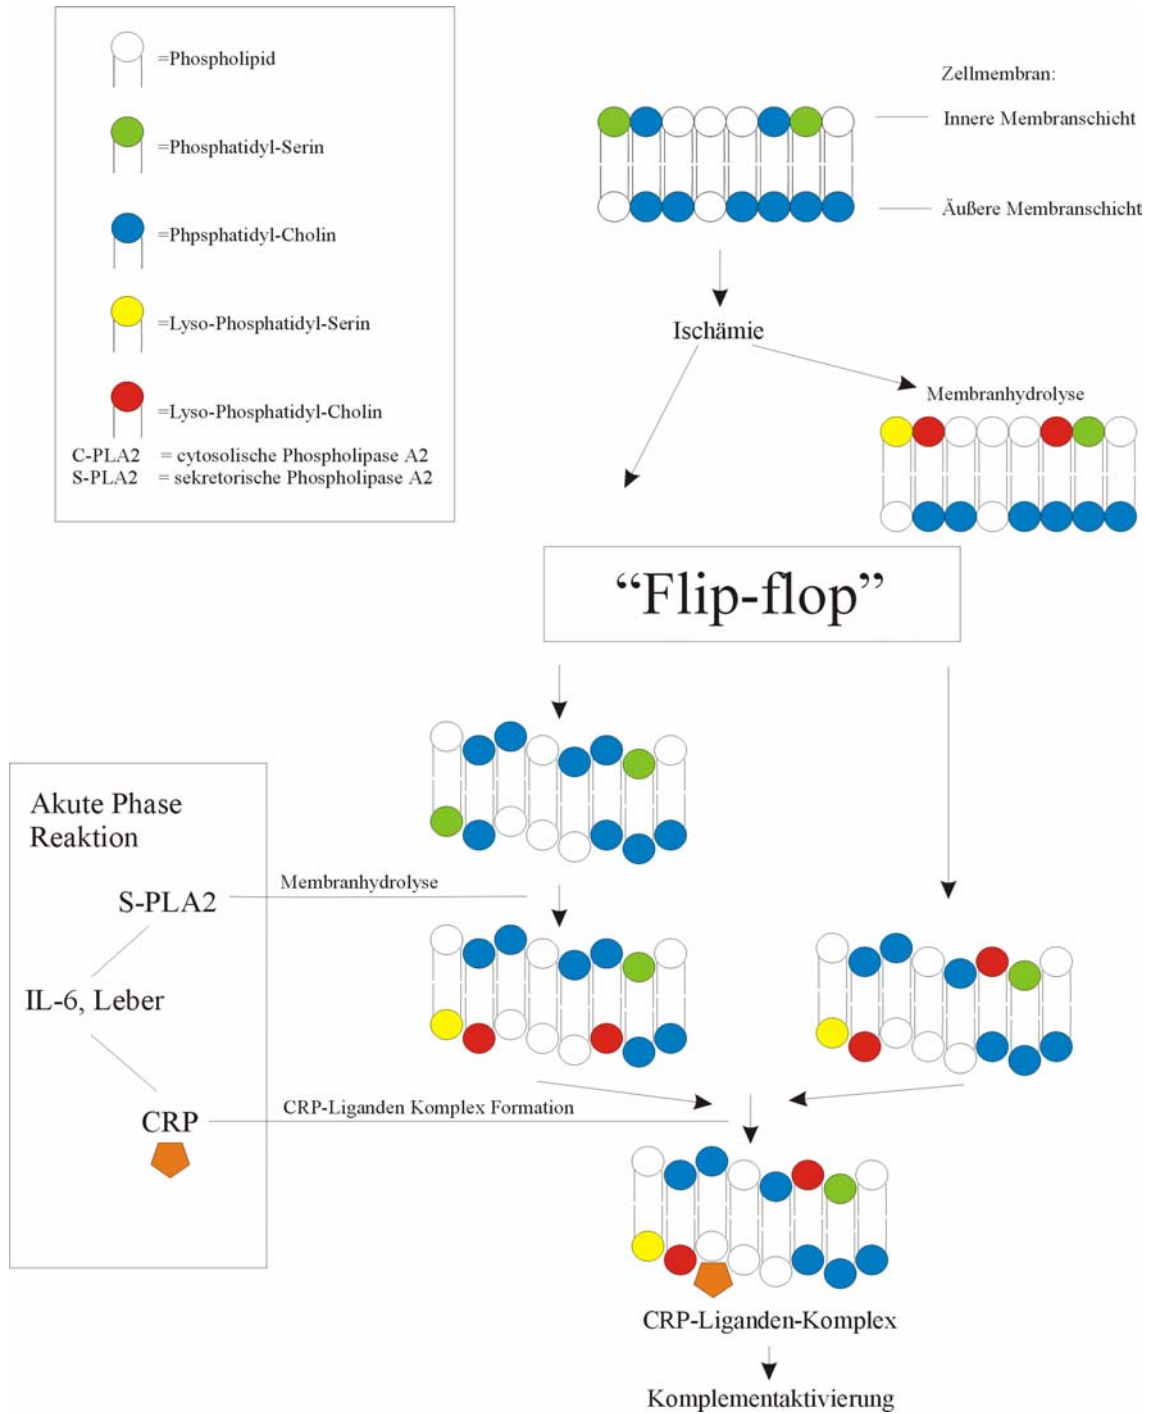 =Phospholipid
=Phosphatidyl-Serin
=Phpsphatidyl-Cholin
=Lyso-Phosphatidyl-Serin
=Lyso-Phosphatidyl-Cholin
C-PLA2 = cytosolische Phospholipase A2
S-PLA2 = sekretorische Phospholipase A2
Zellmembran:
Innere Membranschicht
Äußere Membranschicht
Ischämie
Membranhydrolyse
“Flip-flop”
Akute Phase
Reaktion
S-PLA2
IL-6, Leber
CRP
Membranhydrolyse
CRP-Liganden Komplex Formation
CRP-Liganden-Komplex
Komplementaktivierung